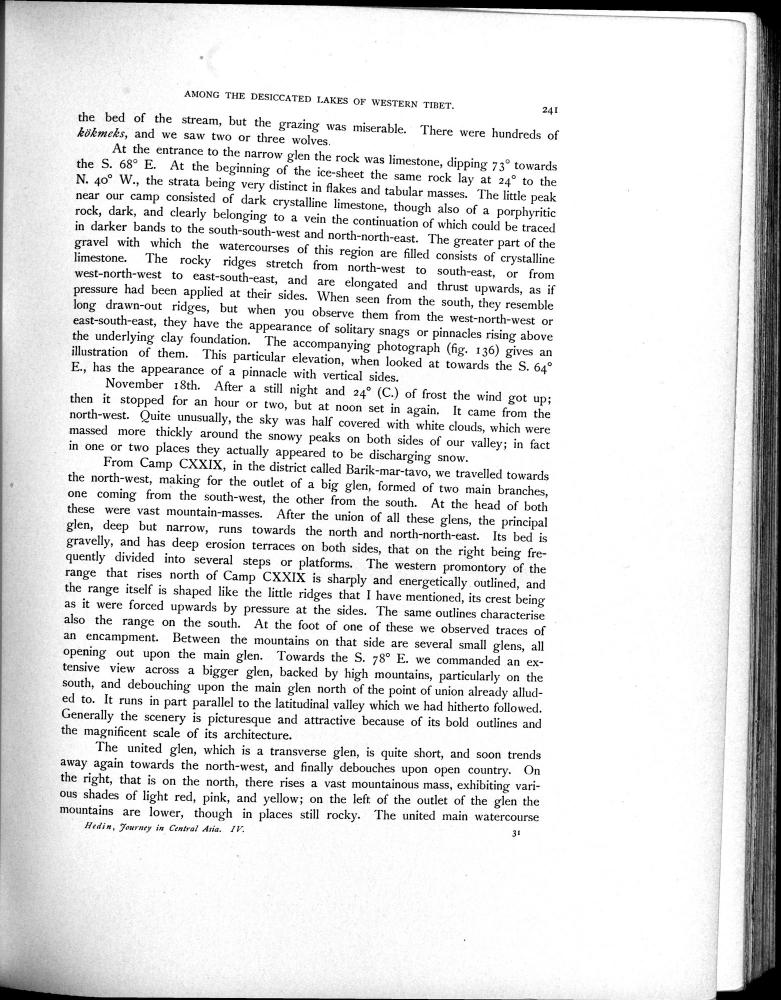 AMONG THE DESICCATED LAKES OF WESTERN TIBET. 241
the bed of the stream, but the grazing was miserable. There were hundreds of
kökmeks, and we saw two or three wolves.
At the entrance to the narrow glen the rock was limestone, dipping 73° towards
the S. 68° E. At the beginning of the ice-sheet the same rock lay at 24° to the
N. 40° W., the strata being very distinct in flakes and tabular masses. The little peak
near our camp consisted of dark crystalline limestone, though also of a porphyritic
rock, dark, and clearly belonging to a vein the continuation of which could be traced
in darker bands to the south-south-west and north-north-east. The greater part of the
gravel with which the watercourses of this region are filled consists of crystalline
limestone. The rocky ridges stretch from north-west to south-east, or from
west-north-west to east-south-east, and are elongated and thrust upwards, as if
pressure had been applied at their sides. When seen from the south, they resemble
long drawn-out ridges, but when you observe them from the west-north-west or
east-south-east, they have the appearance of solitary snags or pinnacles rising above
the underlying clay foundation. The accompanying photograph (fig. 136) gives an
illustration of them. This particular elevation, when looked at towards the S. 64°
E., has the appearance of a pinnacle with vertical sides.
November 18th. After a still night and 24° (C.) of frost the wind got up;
then it stopped for an hour or two, but at noon set in again. It came from the
north-west. Quite unusually, the sky was half covered with white clouds, which were
massed more thickly around the snowy peaks on both sides of our valley; in fact
in one or two places they actually appeared to be discharging snow.
From Camp CXXIX, in the district called Barik-mar-tavo, we travelled towards
the north-west, making for the outlet of a big glen, formed of two main branches,
one coming from the south-west, the other from the south. At the head of both
these were vast mountain-masses. After the union of all these glens, the principal
glen, deep but narrow, runs towards the north and north-north-east. Its bed is
gravelly, and has deep erosion terraces on both sides, that on the right being fre-
quently divided into several steps or platforms. The western promontory of the
range that rises north of Camp CXXIX is sharply and energetically outlined, and
the range itself is shaped like the little ridges that I have mentioned, its crest being
as it were forced upwards by pressure at the sides. The same outlines characterise
also the range on the south. At the foot of one of these we observed traces of
an encampment. Between the mountains on that side are several small glens, all
opening out upon the main glen. Towards the S. 78° E. we commanded an ex-
tensive view across a bigger glen, backed by high mountains, particularly on the
south, and debouching upon the main glen north of the point of union already allud-
ed to. It runs in part parallel to the latitudinal valley which we had hitherto followed.
Generally the scenery is picturesque and attractive because of its bold outlines and
the magnificent scale of its architecture.
The united glen, which is a transverse glen, is quite short, and soon trends
away again towards the north-west, and finally debouches upon open country. On
the right, that is on the north, there rises a vast mountainous mass, exhibiting vari-
ous shades of light red, pink, and yellow; on the left of the outlet of the glen the
mountains are lower, though in places still rocky. The united main watercourse
Hedin, Journey in Central Asia. IV. 31